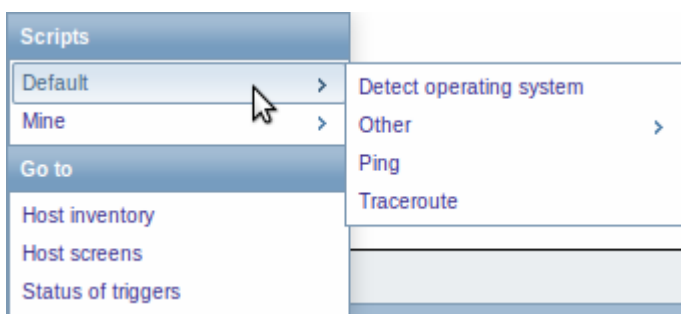 Scripts
Default
Mine
Go to
Host inventory
Host screens
Status of triggers
Detect operating system
Other
Ping
Traceroute